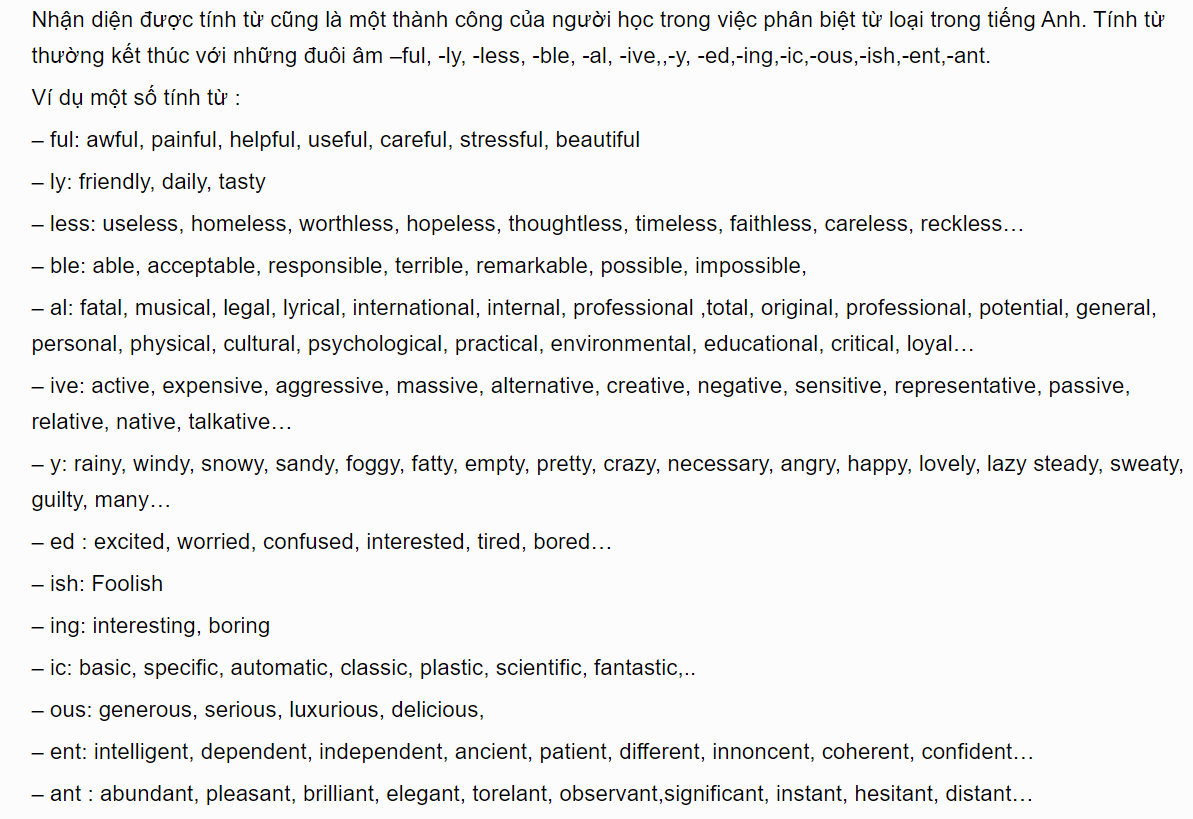 Nhận diện được tính từ cũng là một thành công của người học trong việc phân biệt từ loại trong tiếng Anh. Tính từ
thường kết thúc với những đuôi âm –ful, -ly, -less, -ble, -al, -ive,,-y, -ed,-ing,-ic,-ous,-ish,-ent,-ant.
Ví dụ một số tính từ :
– ful: awful, painful, helpful, useful, careful, stressful, beautiful
– ly: friendly, daily, tasty
– less: useless, homeless, worthless, hopeless, thoughtless, timeless, faithless, careless, reckless…
– ble: able, acceptable, responsible, terrible, remarkable, possible, impossible,
– al: fatal, musical, legal, lyrical, international, internal, professional ,total, original, professional, potential, general,
personal, physical, cultural, psychological, practical, environmental, educational, critical, loyal…
– ive: active, expensive, aggressive, massive, alternative, creative, negative, sensitive, representative, passive,
relative, native, talkative…
– y: rainy, windy, snowy, sandy, foggy, fatty, empty, pretty, crazy, necessary, angry, happy, lovely, lazy steady, sweaty,
guilty, many…
– ed : excited, worried, confused, interested, tired, bored…
– ish: Foolish
– ing: interesting, boring
– ic: basic, specific, automatic, classic, plastic, scientific, fantastic,..
– ous: generous, serious, luxurious, delicious,
– ent: intelligent, dependent, independent, ancient, patient, different, innoncent, coherent, confident…
– ant : abundant, pleasant, brilliant, elegant, torelant, observant,significant, instant, hesitant, distant…